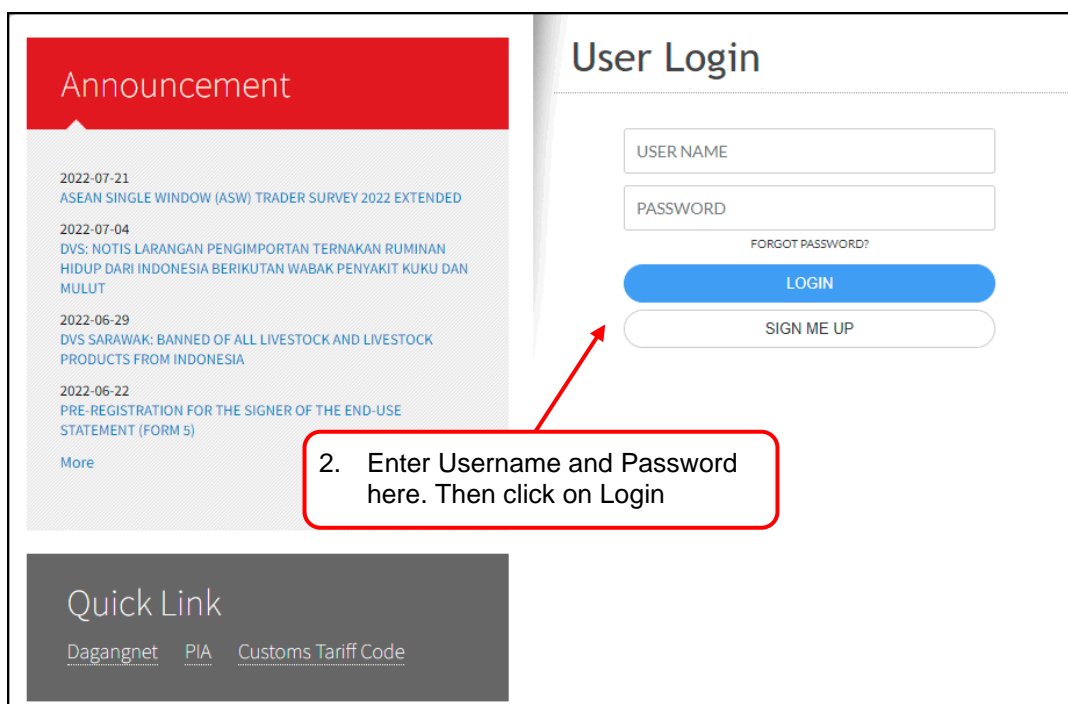 Announcement
2022-07-21
ASEAN SINGLE WINDOW (ASW) TRADER SURVEY 2022 EXTENDED
2022-07-04
DVS: NOTIS LARANGAN PENGIMPORTAN TERNAKAN RUMINAN
HIDUP DARI INDONESIA BERIKUTAN WABAK PENYAKIT KUKU DAN
MULUT
2022-06-29
DVS SARAWAK: BANNED OF ALL LIVESTOCK AND LIVESTOCK
PRODUCTS FROM INDONESIA
2022-06-22
PRE-REGISTRATION FOR THE SIGNER OF THE END-USE
STATEMENT (FORM 5)
More
Quick Link
Dagangnet PIA Customs Tariff Code
User Login
USER NAME
PASSWORD
FORGOT PASSWORD?
LOGIN
SIGN ME UP
2. Enter Username and Password
here. Then click on Login